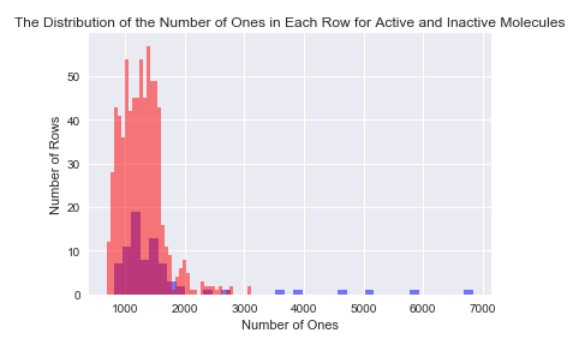 The Distribution of the Number of Ones in Each Row for Active and Inactive Molecules
50
40
30
20
10
0
Number of Rows
1000 2000 3000 4000 5000 6000 7000
Number of Ones